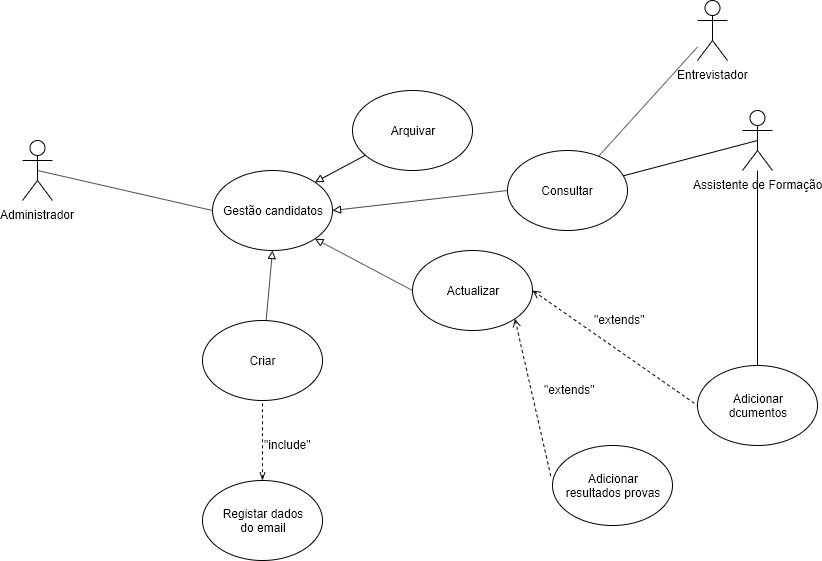 Entrevistador
Arquivar
Assistente de Formação
Consultar
Administrador
Gestão candidatos
Actualizar
"extends"
Criar
"extends"
Adicionar
dcumentos
"include"
Adicionar
resultados provas
Registar dados
do email